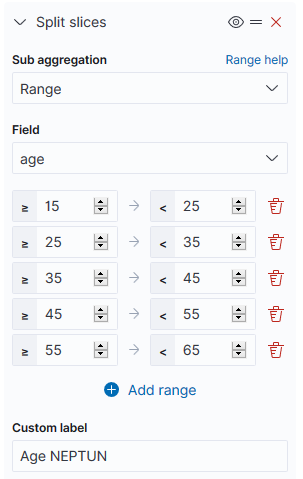 Split slices
Sub aggregation Range help
Range
Field
age
≥ 15 → < 25
≥ 25 → < 35
≥ 35 → < 45
≥ 45 → < 55
≥ 55 → < 65
Add range
Custom label
Age NEPTUN